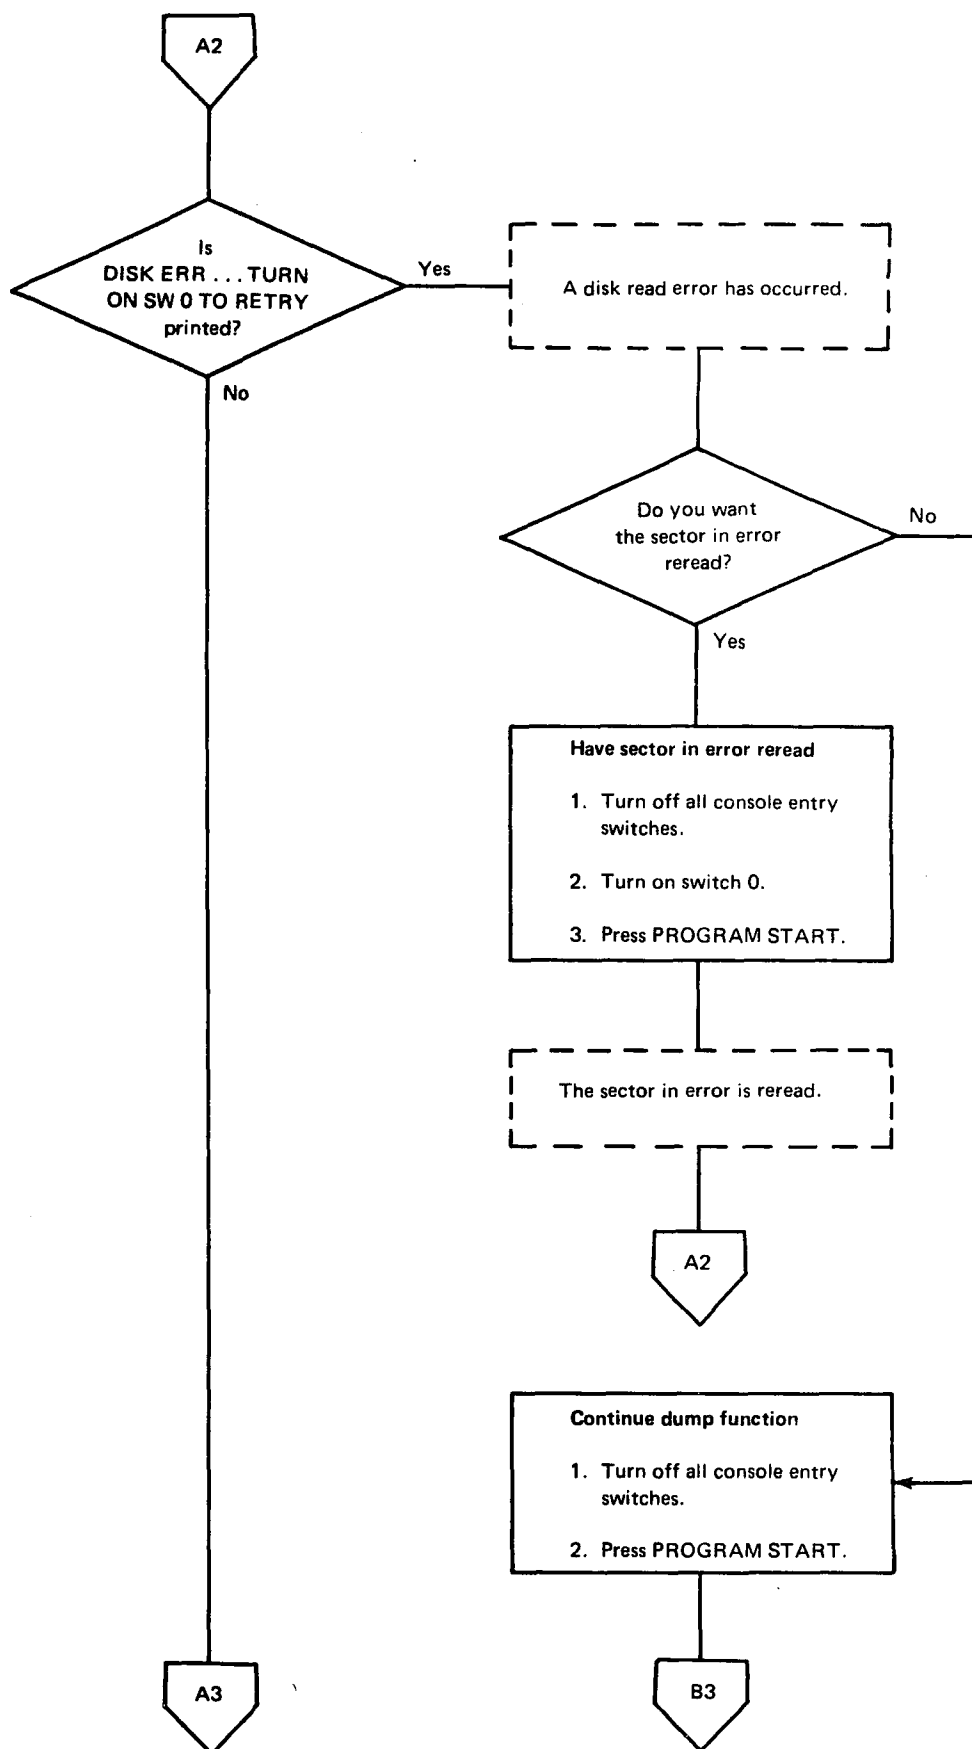 A2
Is
DISK ERR ... TURN
ON SW 0 TO RETRY
printed?
Yes
No
A disk read error has occurred.
Do you want
the sector in error
reread?
No
Yes
Have sector in error reread
1. Turn off all console entry
switches.
2. Turn on switch 0.
3. Press PROGRAM START.
The sector in error is reread.
A2
Continue dump function
1. Turn off all console entry
switches.
2. Press PROGRAM START.
A3
B3